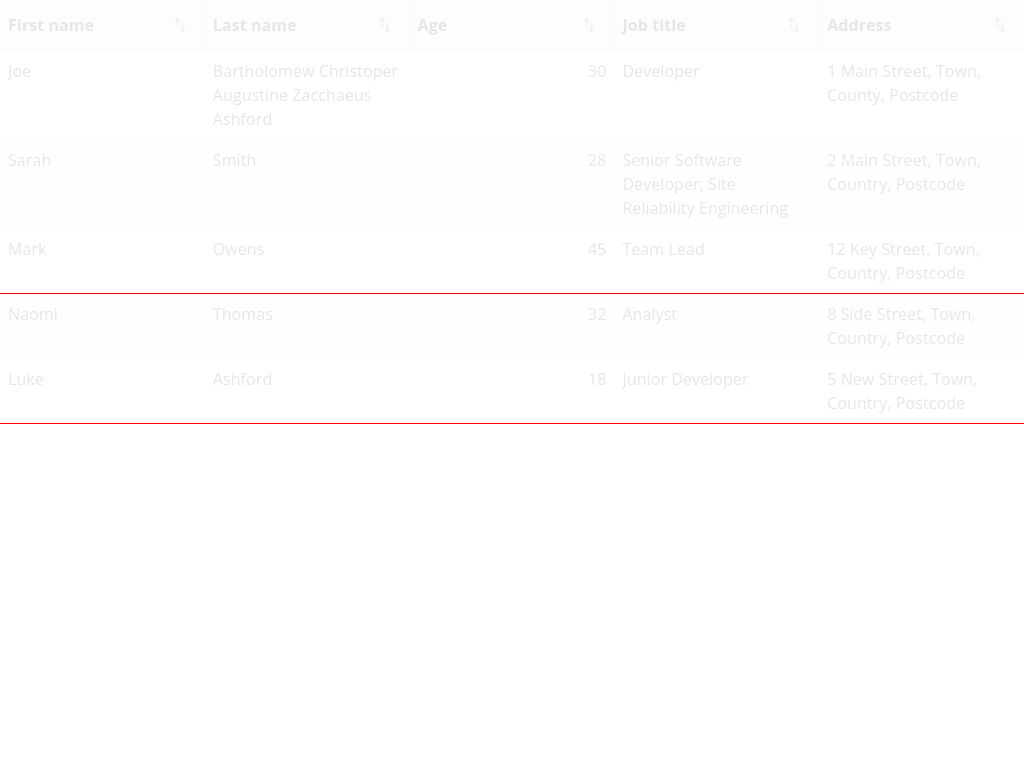 First name Last name Age Job title Address
Joe Bartholomew Christoper 30 Developer 1 Main Street, Town,
Augustine Zacchaeus County, Postcode
Ashford
Sarah Smith 28 Senior Software 2 Main Street, Town,
Developer, Site Country, Postcode
Reliability Engineering
Mark Owens 45 Team Lead 12 Key Street, Town,
Country, Postcode
Naomi Thomas 32 Analyst 8 Side Street, Town,
Country, Postcode
Luke Ashford 18 Junior Developer 5 New Street, Town,
Country, Postcode